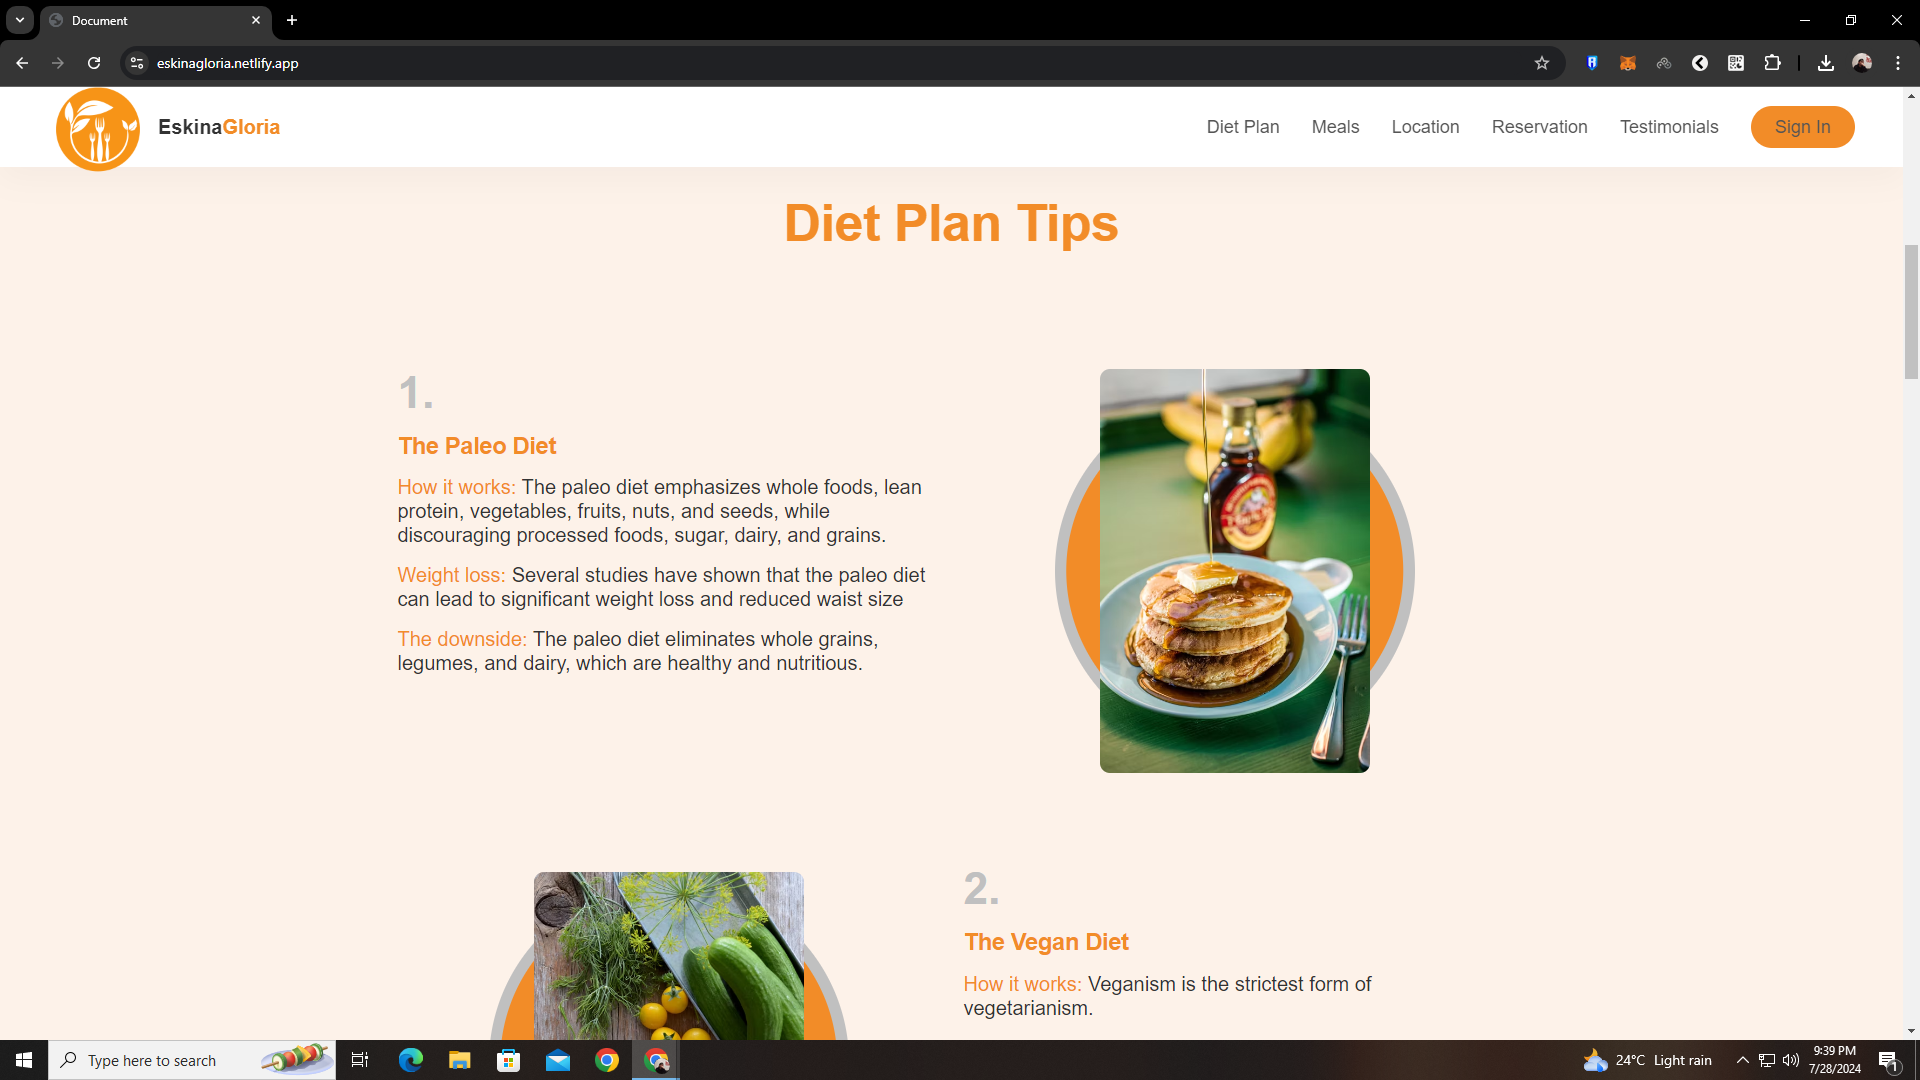 Document
eskinagloria.netlify.app
EskinaGloria
Diet Plan
Meals
Location
Reservation
Testimonials
Sign In
Diet Plan Tips
1.
The Paleo Diet
How it works: The paleo diet emphasizes whole foods, lean
protein, vegetables, fruits, nuts, and seeds, while
discouraging processed foods, sugar, dairy, and grains.
Weight loss: Several studies have shown that the paleo diet
can lead to significant weight loss and reduced waist size
The downside: The paleo diet eliminates whole grains,
legumes, and dairy, which are healthy and nutritious.
2.
The Vegan Diet
How it works: Veganism is the strictest form of
vegetarianism.
Type here to search
24°C Light rain
9:39 PM
7/28/2024
1